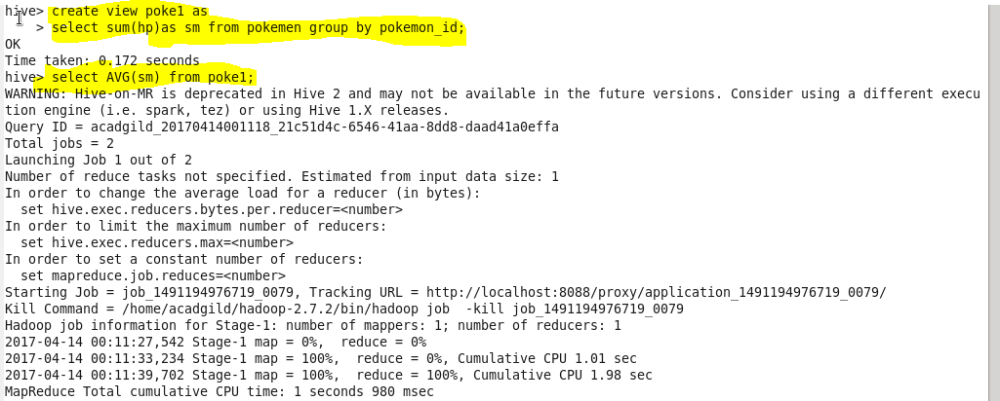 hive> create view poke1 as
    > select sum(hp)as sm from pokemen group by pokemon_id;
OK
Time taken: 0.172 seconds
hive> select AVG(sm) from poke1;
WARNING: Hive-on-MR is deprecated in Hive 2 and may not be available in the future versions. Consider using a different execu
tion engine (i.e. spark, tez) or using Hive 1.X releases.
Query ID = acadgild_20170414001118_21c51d4c-6546-41aa-8dd8-daad41a0effa
Total jobs = 2
Launching Job 1 out of 2
Number of reduce tasks not specified. Estimated from input data size: 1
In order to change the average load for a reducer (in bytes):
  set hive.exec.reducers.bytes.per.reducer=<number>
In order to limit the maximum number of reducers:
  set hive.exec.reducers.max=<number>
In order to set a constant number of reducers:
  set mapreduce.job.reduces=<number>
Starting Job = job_1491194976719_0079, Tracking URL = http://localhost:8088/proxy/application_1491194976719_0079/
Kill Command = /home/acadgild/hadoop-2.7.2/bin/hadoop job  -kill job_1491194976719_0079
Hadoop job information for Stage-1: number of mappers: 1; number of reducers: 1
2017-04-14 00:11:27,542 Stage-1 map = 0%,  reduce = 0%
2017-04-14 00:11:33,234 Stage-1 map = 100%,  reduce = 0%, Cumulative CPU 1.01 sec
2017-04-14 00:11:39,702 Stage-1 map = 100%,  reduce = 100%, Cumulative CPU 1.98 sec
MapReduce Total cumulative CPU time: 1 seconds 980 msec